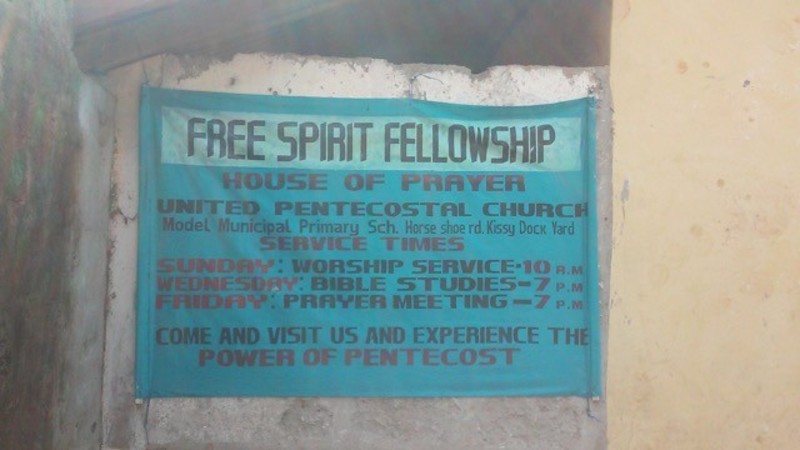 FREE SPIRIT FELLOWSHIP
HOUSE OF PRAYER
UNITED PENTECOSTAL CHURCH
Model Municipal Primary Sch. Horse shoe rd. Kissy Dock Yard
SERVICE TIMES
SUNDAY: WORSHIP SERVICE-10 A.M
WEDNESDAY: BIBLE STUDIES-7 P.M
FRIDAY: PRAYER MEETING-7 P.M
COME AND VISIT US AND EXPERIENCE THE
POWER OF PENTECOST